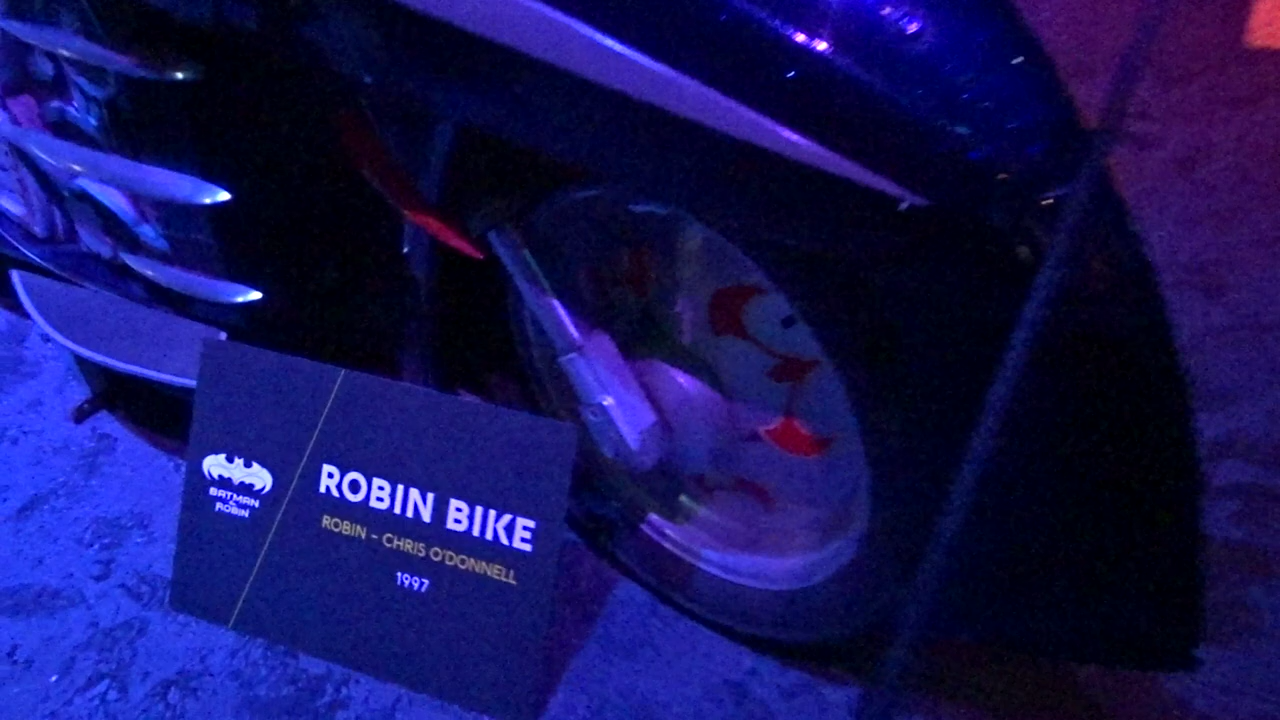 BATMAN
&
ROBIN
ROBIN BIKE
ROBIN - CHRIS O'DONNELL
1997